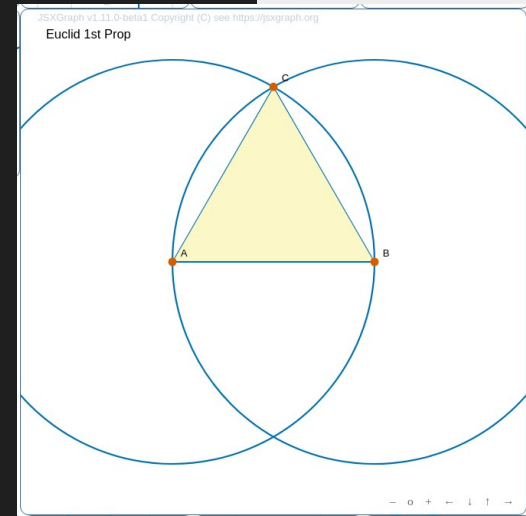 JSXGraph v1.11.0-beta1 Copyright (C) see https://jsxgraph.org
Euclid 1st Prop
C
A
B
– o + ← ↓ ↑ →